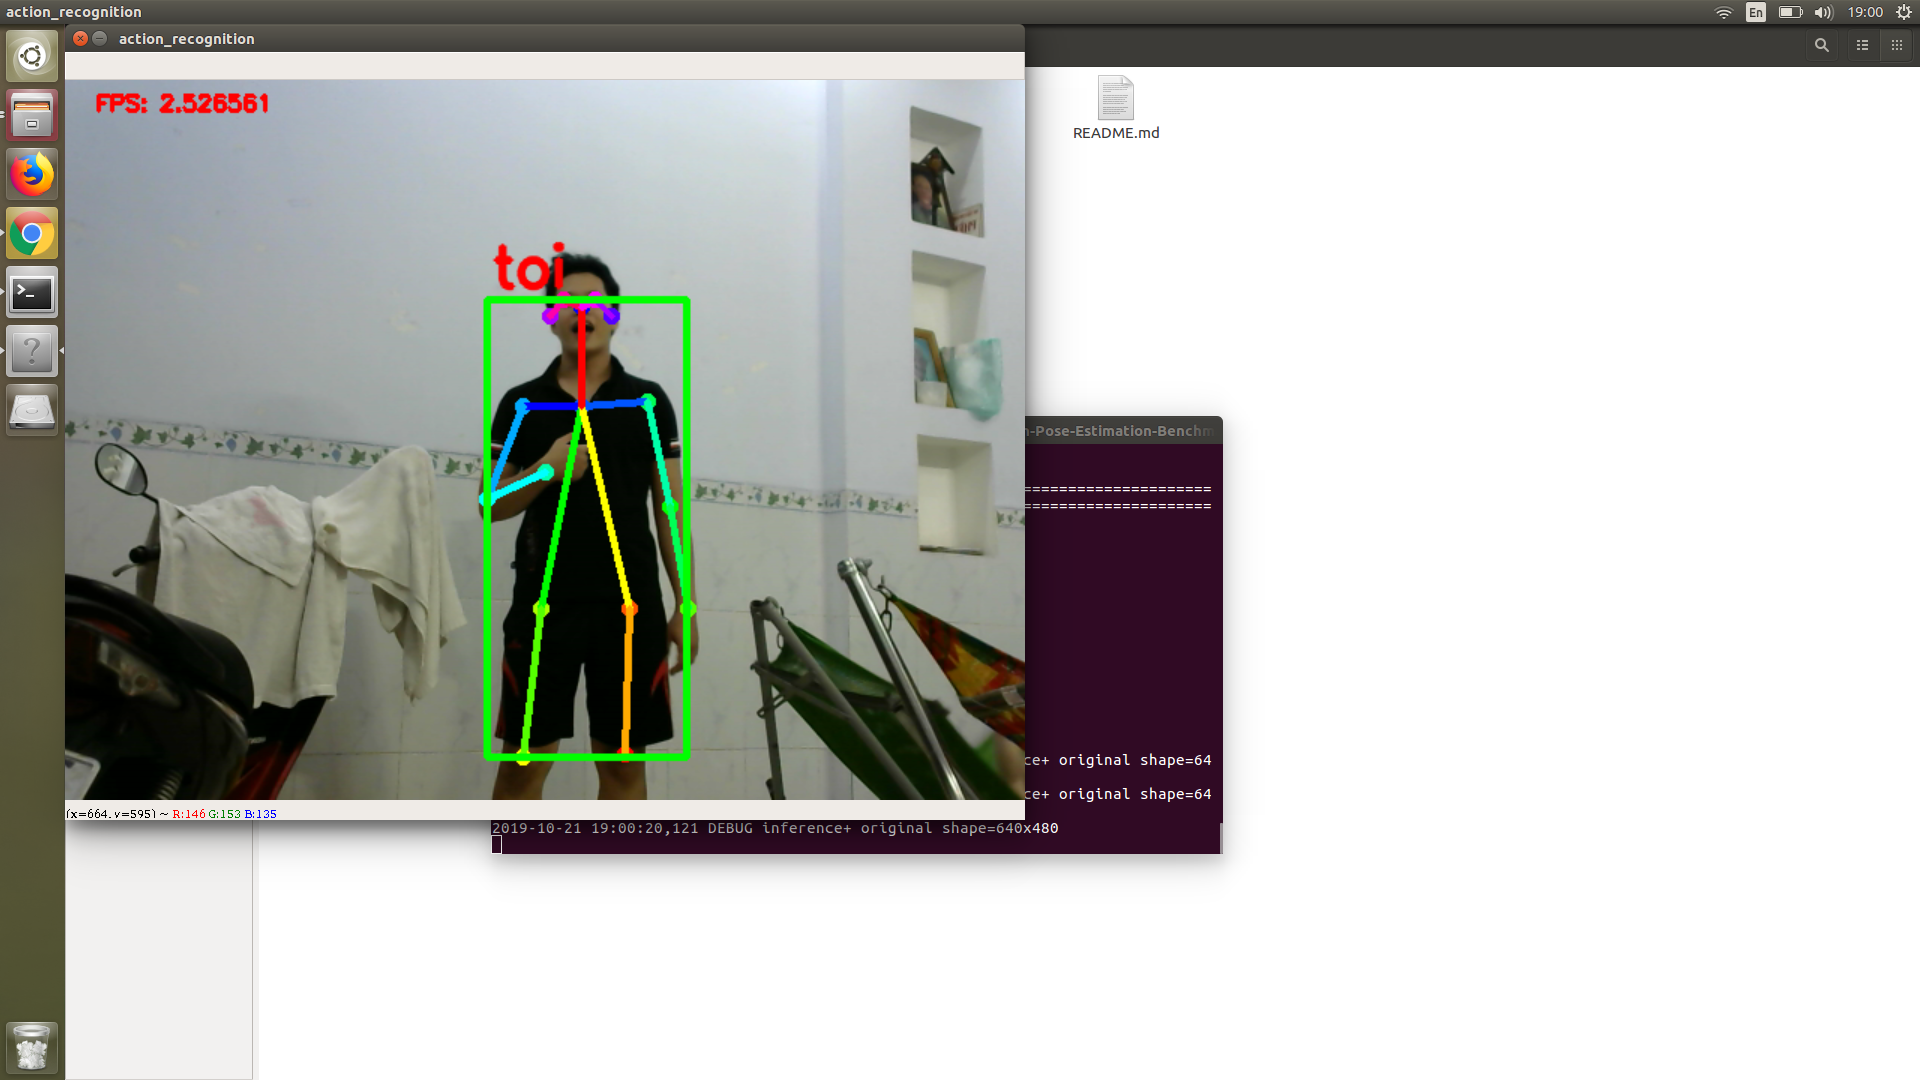 action_recognition
En
19:00
action_recognition
FPS: 2.526561
README.md
toi
n-Pose-Estimation-Benchm
=====================
=====================
ce+ original shape=64
ce+ original shape=64
(x=664, y=595) ~ R:146 G:153 B:135
2019-10-21 19:00:20,121 DEBUG inference+ original shape=640x480